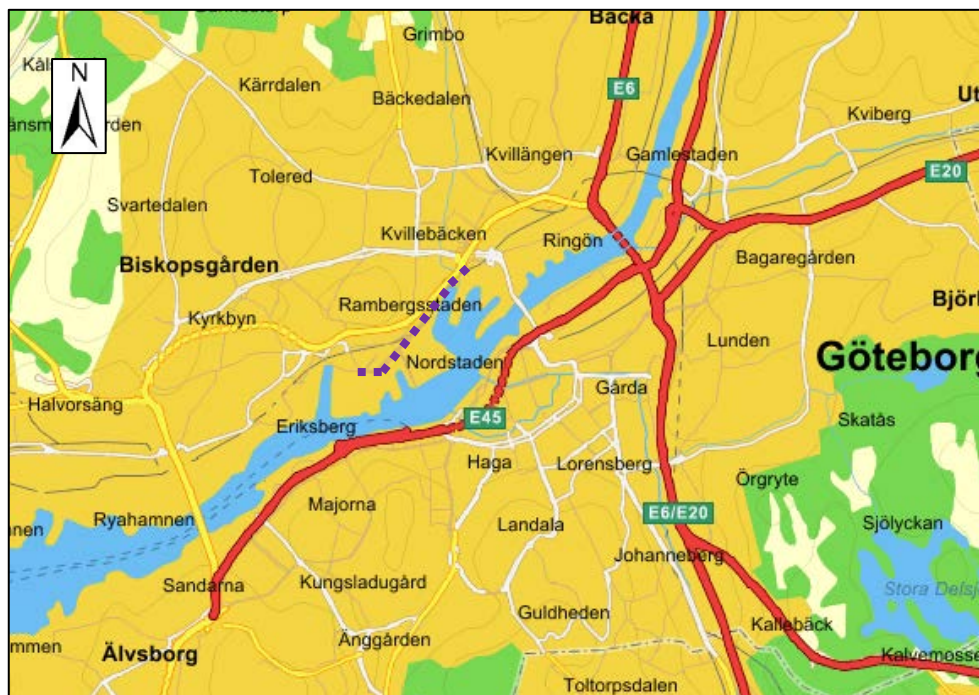 Backa
Grimbo
Kärrdalen
Bäckedalen
E6
N
Kviberg
Kvillängen
Gamlestaden
Tolered
E20
Svartedalen
Kvillebäcken
Ringön
Bagaregården
Biskopsgården
Rambergsstaden
Kyrkbyn
Lunden
Nordstaden
Göteborg
Gårda
Halvorsäng
E45
Skatås
Eriksberg
Haga
Lorensberg
Örgryte
Majorna
Ryahamnen
Landala
E6/E20
Sjölyckan
Johanneberg
Sandarna
Kungsladugård
Guldheden
Kallebäck
Änggården
Älvsborg
Toltorpsdalen